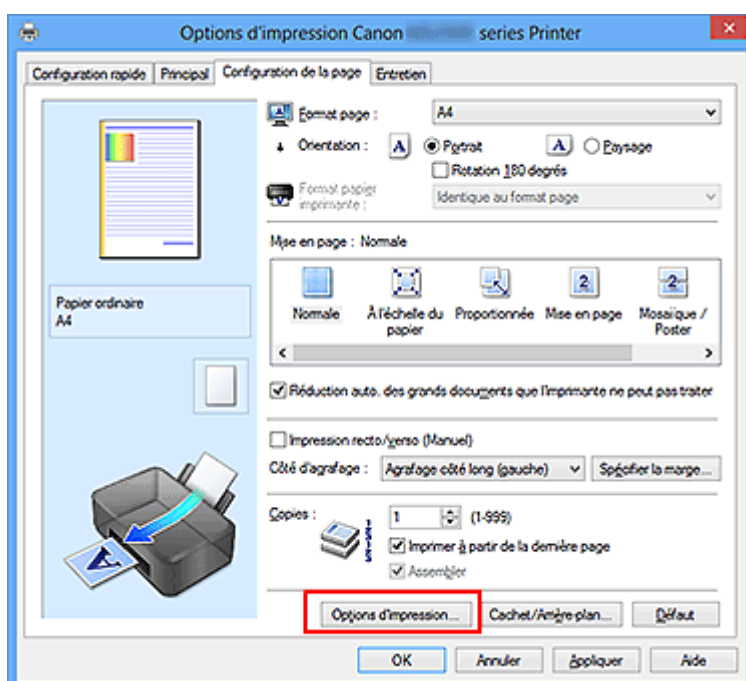 Options d'impression Canon series Printer
Configuration rapide Principal Configuration de la page Entretien
Format page : A4
Orientation : A Portrait A Paysage
Rotation 180 degrés
Format papier imprimante : Identique au format page
Mise en page : Normale
Normale À l'échelle du papier Proportionnée Mise en page Mosaïque / Poster
Papier ordinaire
A4
Réduction auto. des grands documents que l'imprimante ne peut pas traiter
Impression recto/verso (Manuel)
Côté d'agrafage : Agrafage côté long (gauche) Spécifier la marge...
Copies : 1 (1-999)
Imprimer à partir de la dernière page
Assembler
Options d'impression... Cachet/Arrière-plan... Défaut
OK Annuler Appliquer Aide